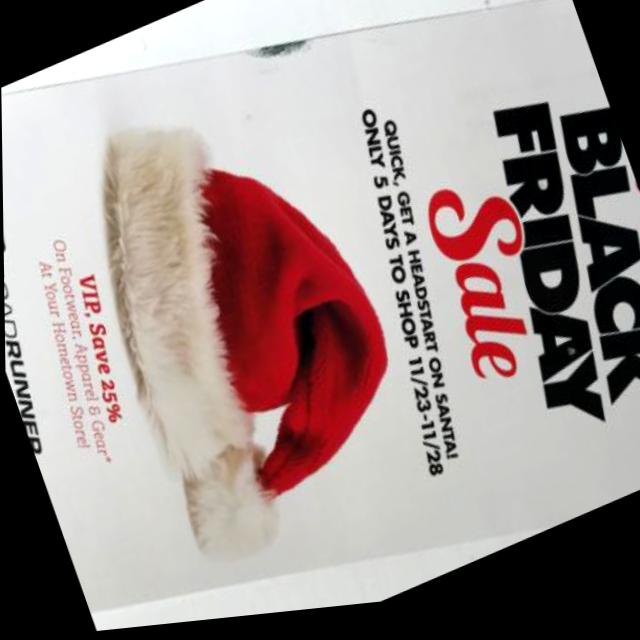 BLACK
FRIDAY
Sale
QUICK, GET A HEADSTART ON SANTA!
ONLY 5 DAYS TO SHOP 11/23-11/28
VIP, Save 25%
On Footwear, Apparel & Gear*
At Your Hometown Store!